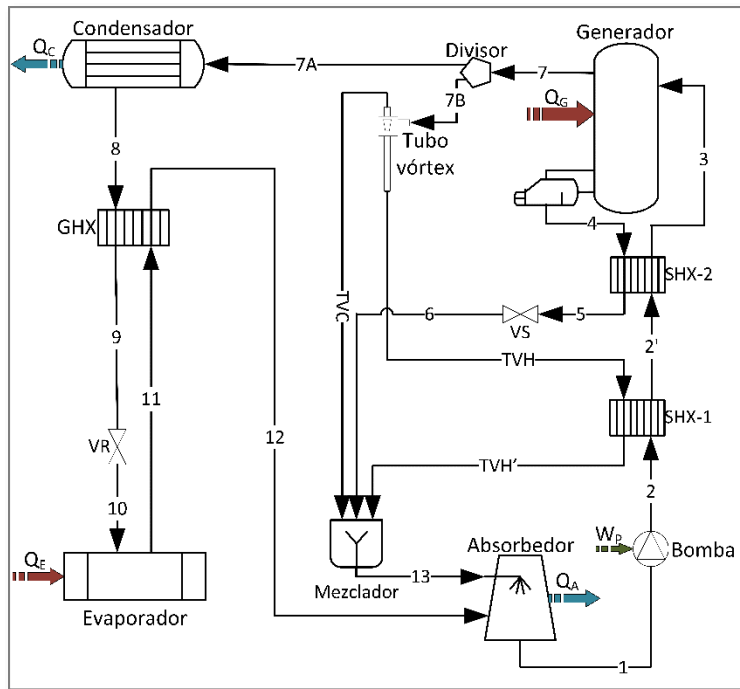 Condensador
Generador
Q_C
7A
Divisor
7
7B
Q_G
Tubo
vórtex
3
8
GHX
4
SHX-2
TVC
6
5
VS
2'
9
TVH
11
12
SHX-1
VR
TVH'
10
2
W_P
Bomba
Absorbedor
Q_E
13
Q_A
Mezclador
Evaporador
1